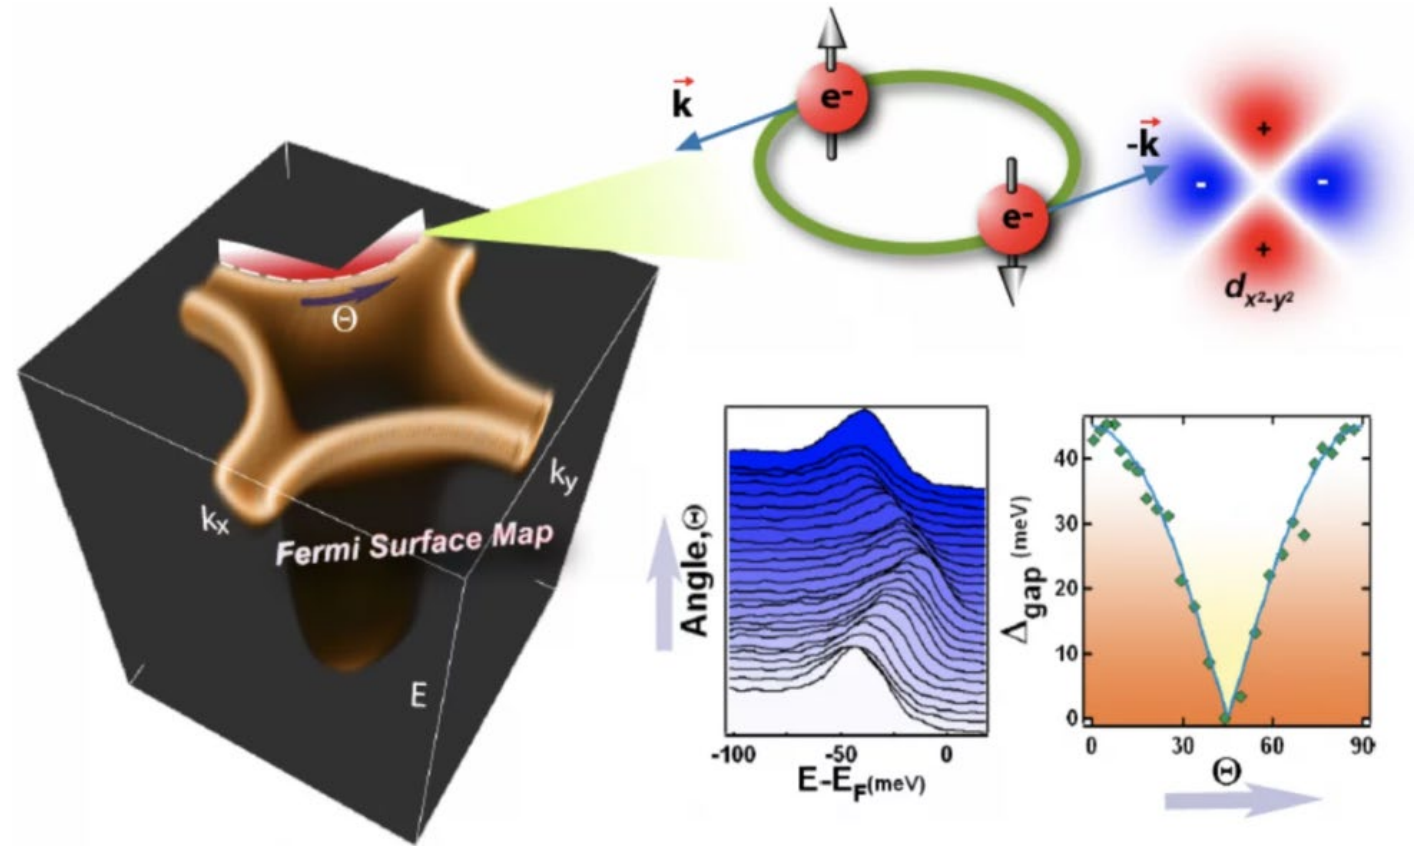 k⃗
e-
e-
-k⃗
+
-
-
+
dx²-y²
Θ
kx
ky
Fermi Surface Map
E
Angle,Θ
-100
-50
0
E-EF(meV)
Δgap (meV)
40
30
20
10
0
0
30
60
90
Θ